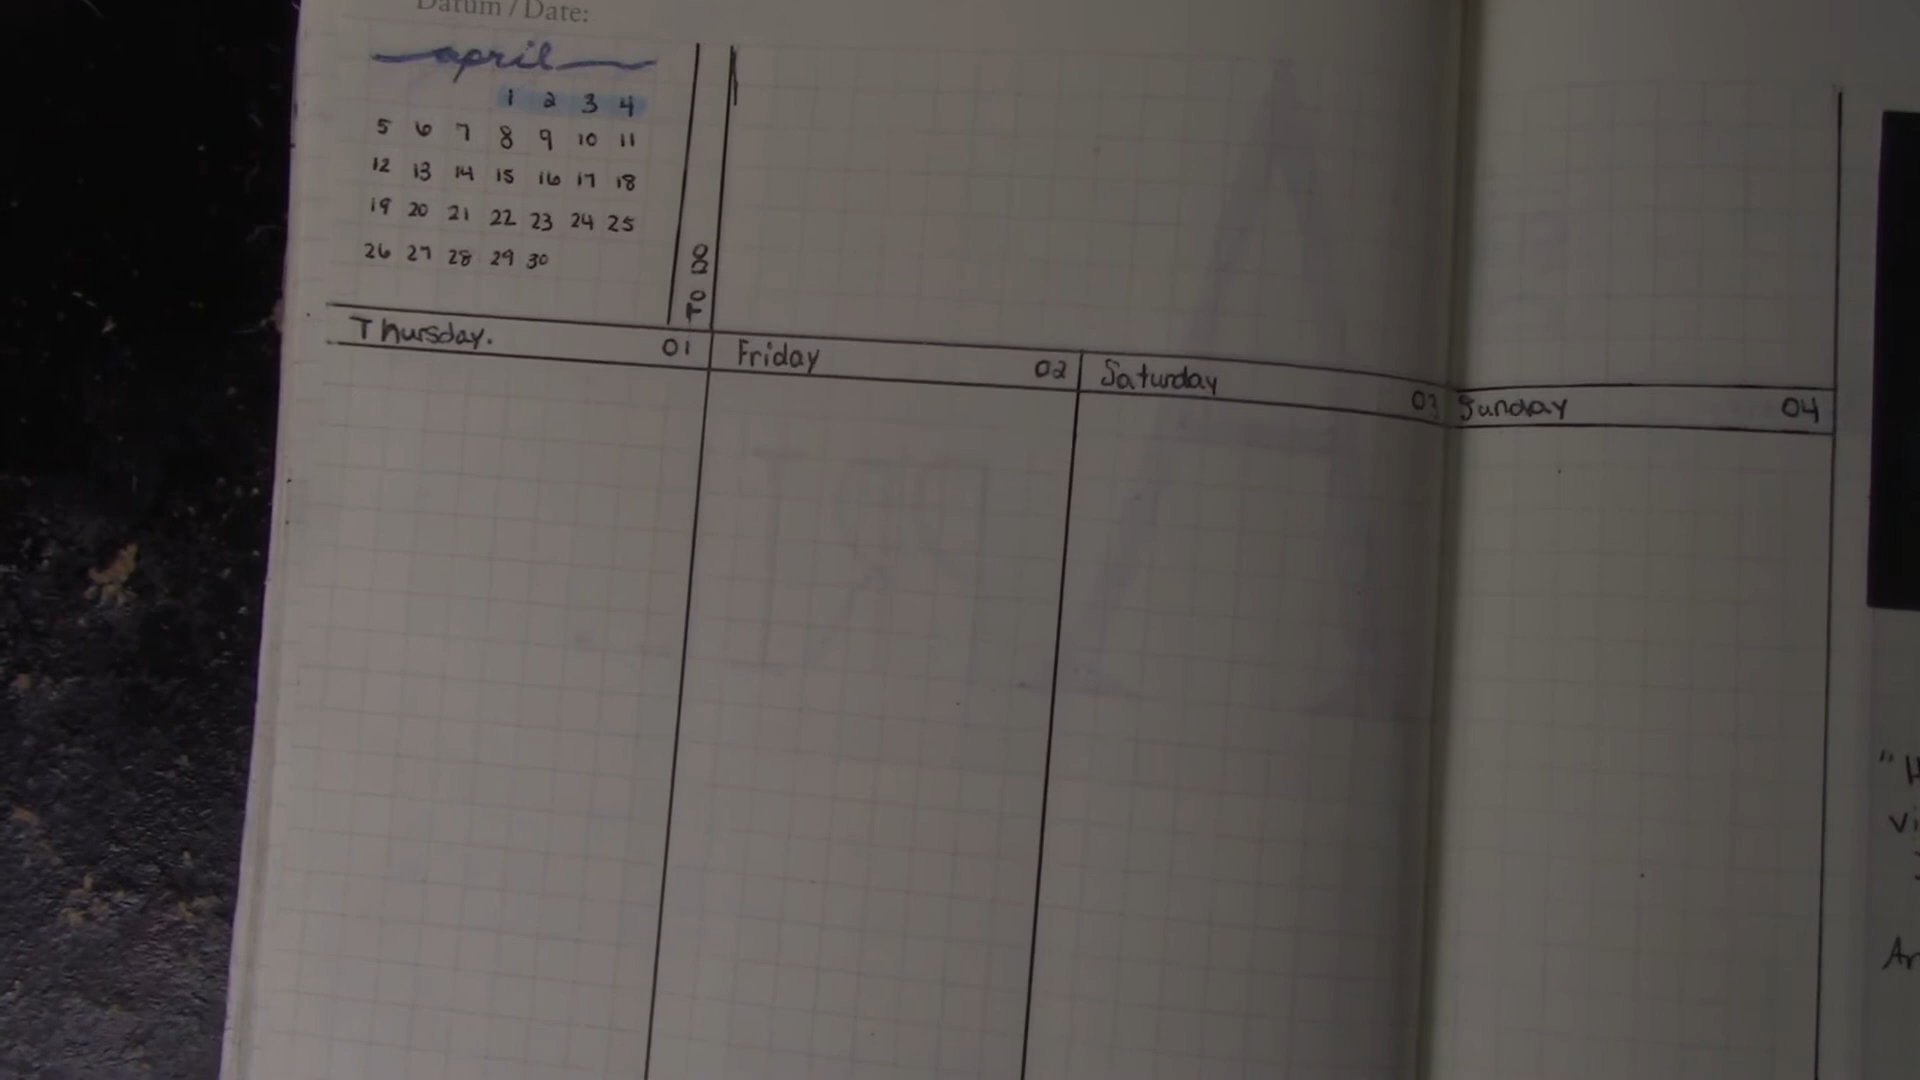 Datum / Date:
april
1 2 3 4
5 6 7 8 9 10 11
12 13 14 15 16 17 18
19 20 21 22 23 24 25
26 27 28 29 30
TO DO
Thursday. 01
Friday 02
Saturday 03
Sunday 04